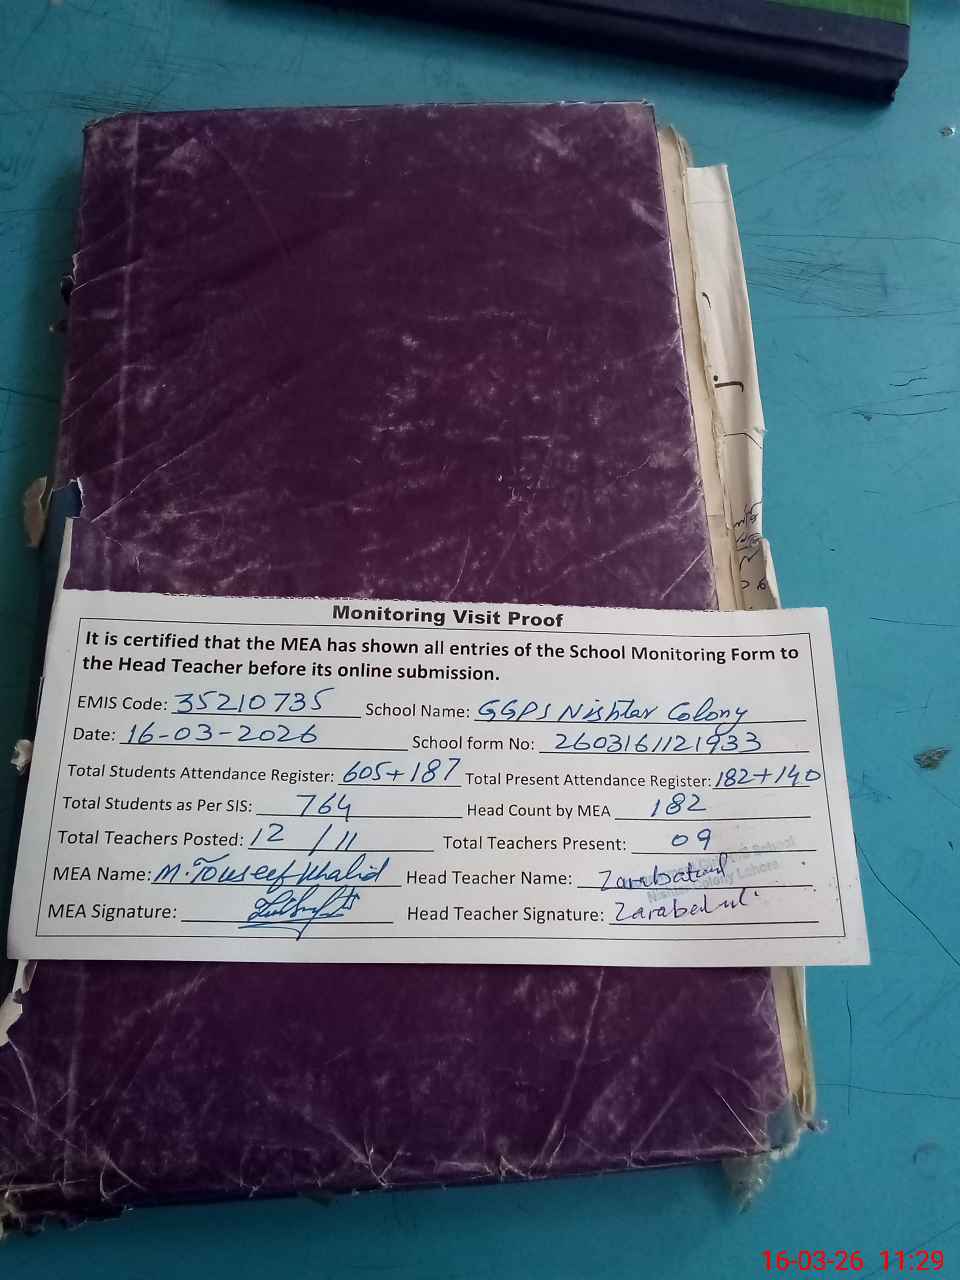 Monitoring Visit Proof
It is certified that the MEA has shown all entries of the School Monitoring Form to
the Head Teacher before its online submission.
EMIS Code: 35210735 School Name: GGPS Nishtar Colony
Date: 16-03-2026 School form No: 2603161121933
Total Students Attendance Register: 605+187 Total Present Attendance Register: 182+140
Total Students as Per SIS: 764 Head Count by MEA 182
Total Teachers Posted: 12 / 11 Total Teachers Present: 09
MEA Name: M. Touseef Khalid Head Teacher Name:
MEA Signature: Head Teacher Signature:
Nishtar Colony Lahore
16-03-26 11:29